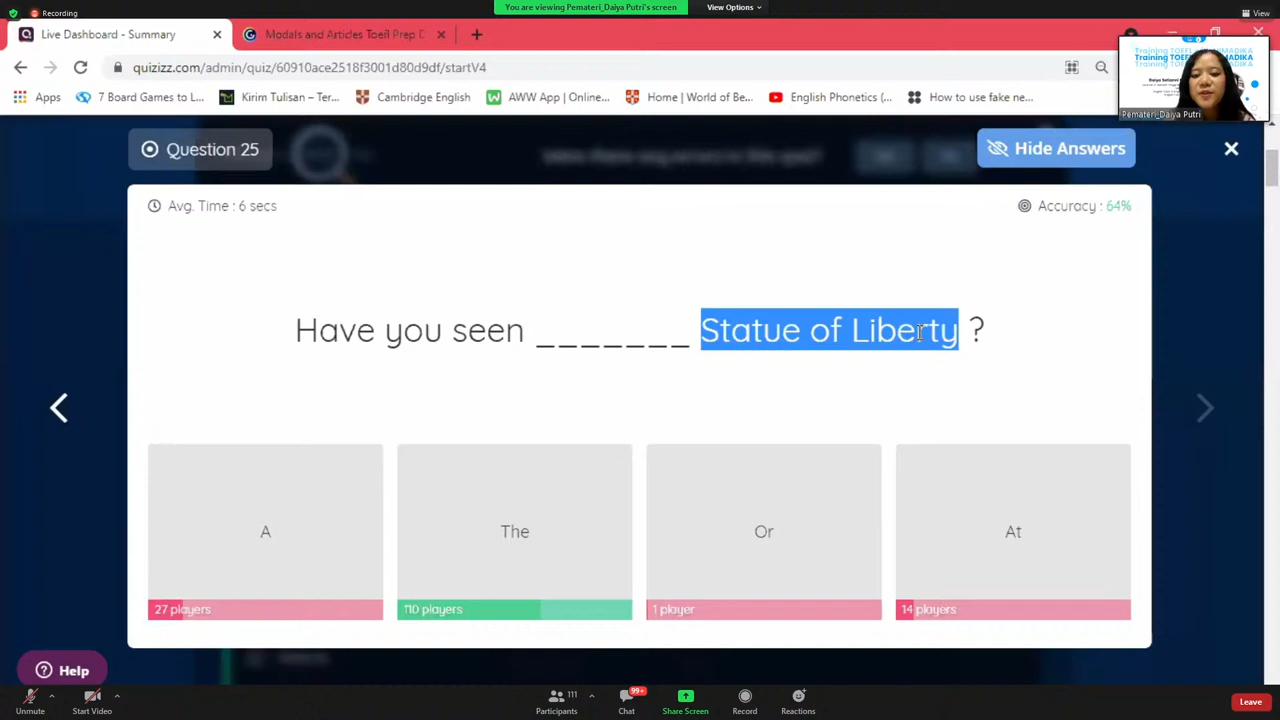 Recording
You are viewing Pemateri_Daiya Putri's screen
View Options
View
Live Dashboard - Summary
Modals and Articles Toefl Prep D
quizizz.com/admin/quiz/60910ace2518f3001d80d9df/startV4
Apps
7 Board Games to L...
Kirim Tulisan – Ter...
Cambridge English...
AWW App | Online...
Home | World of Be...
English Phonetics (...
How to use fake ne...
Training TOEFL
Pemateri_Daiya Putri
Question 25
Hide Answers
Avg. Time : 6 secs
Accuracy : 64%
Have you seen _______ Statue of Liberty ?
A
The
Or
At
27 players
110 players
1 player
14 players
Help
Unmute
Start Video
Participants
111
Chat
99+
Share Screen
Record
Reactions
Leave